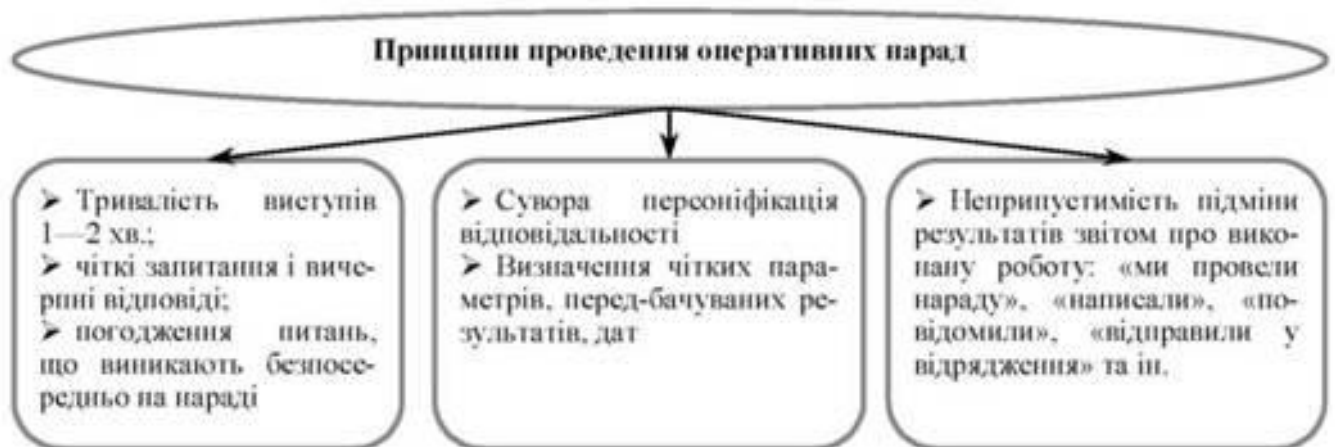 Принципи проведення оперативних нарад
➤ Тривалість виступів
1—2 хв.;
➤ чіткі запитання і виче-
рпні відповіді;
➤ погодження питань,
що виникають безпосе-
редньо на нараді
➤ Сувора персоніфікація
відповідальності
➤ Визначення чітких пара-
метрів, перед-бачуваних ре-
зультатів, дат
➤ Неприпустимість підміни
результатів звітом про вико-
нану роботу: «ми провели
нараду», «написали», «по-
відомили», «відправили у
відрядження» та ін.